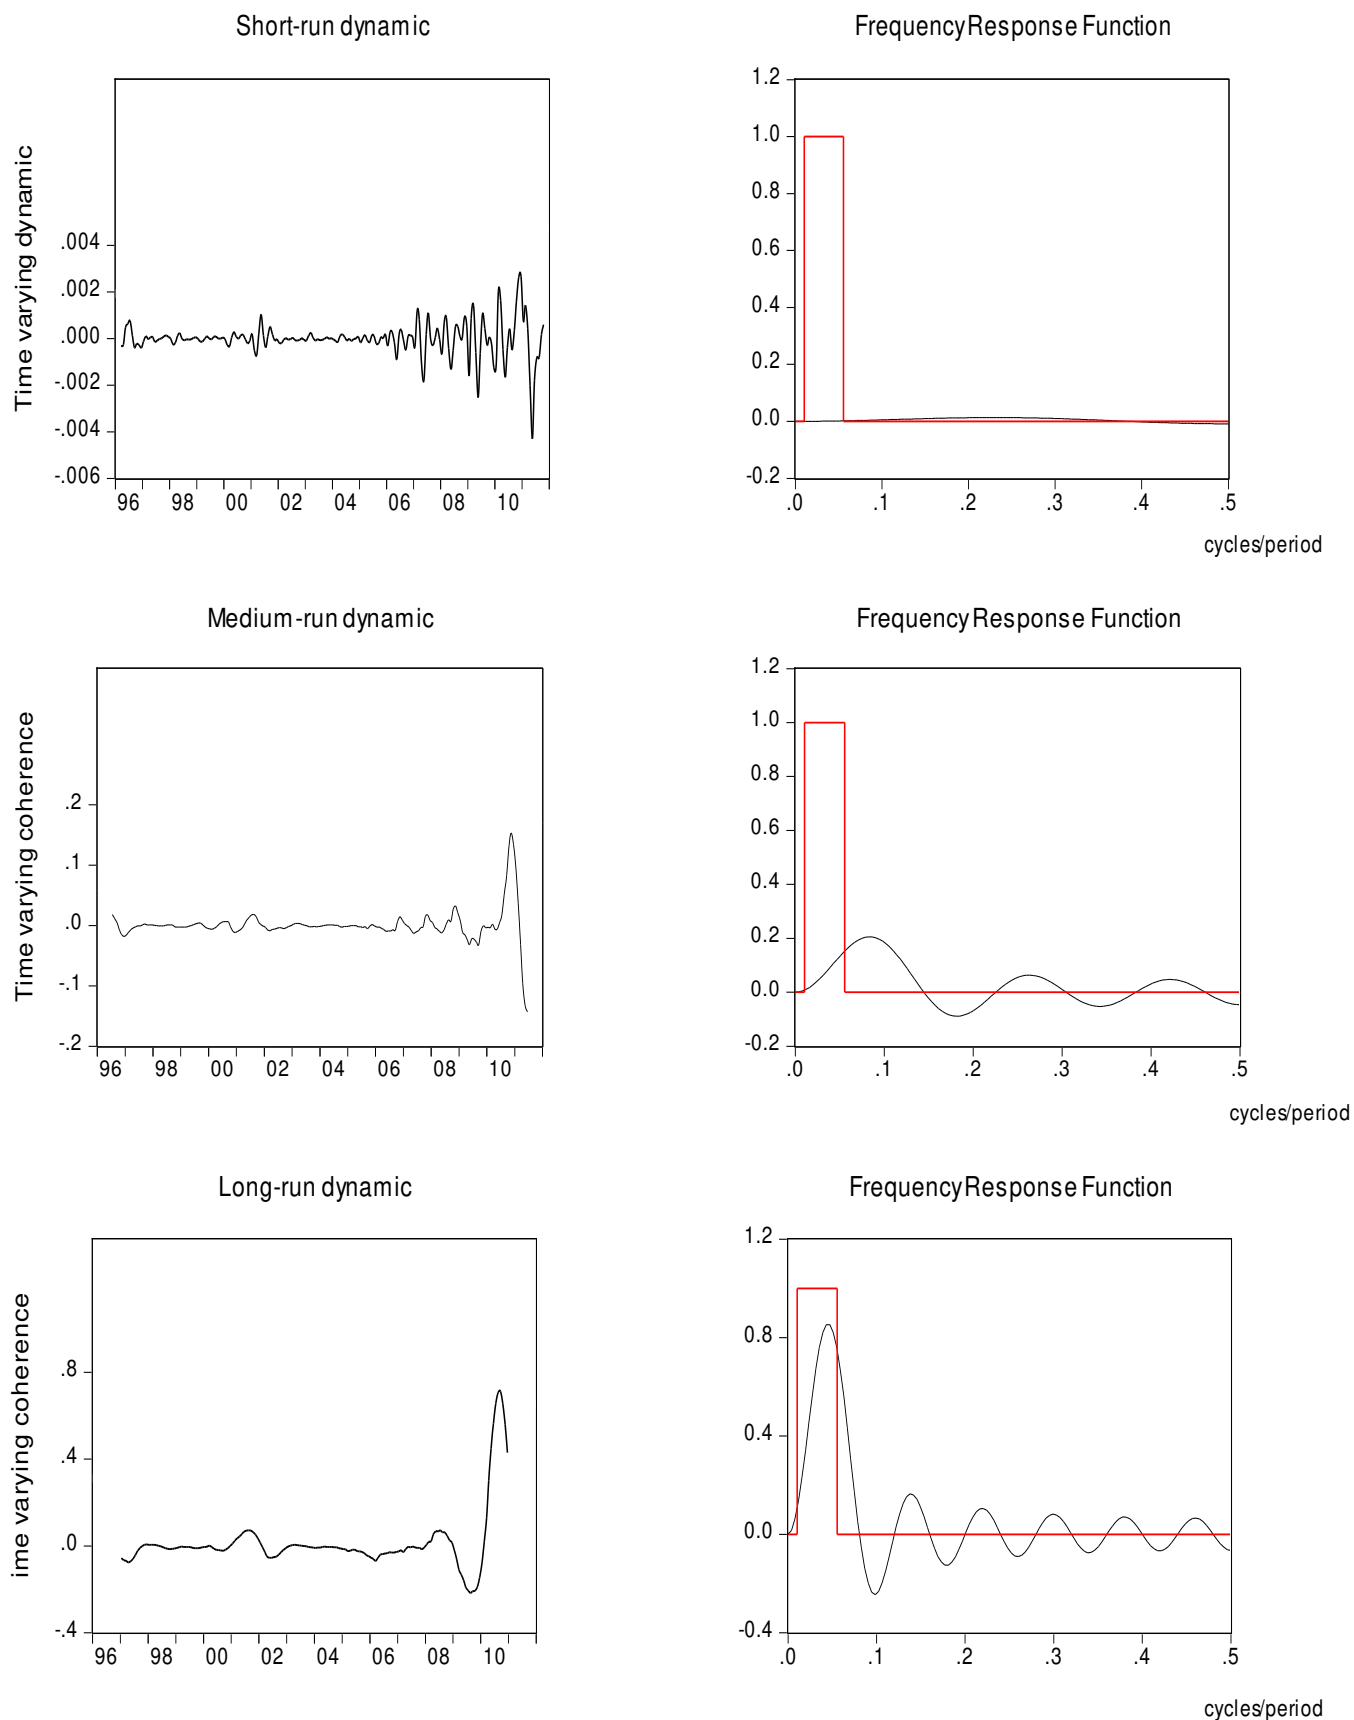 Short-run dynamic
Frequency Response Function
Time varying dynamic
.004
.002
.000
-.002
-.004
-.006
96 98 00 02 04 06 08 10
1.2
1.0
0.8
0.6
0.4
0.2
0.0
-0.2
.0 .1 .2 .3 .4 .5
cycles/period
Medium-run dynamic
Frequency Response Function
Time varying coherence
.2
.1
.0
-.1
-.2
96 98 00 02 04 06 08 10
1.2
1.0
0.8
0.6
0.4
0.2
0.0
-0.2
.0 .1 .2 .3 .4 .5
cycles/period
Long-run dynamic
Frequency Response Function
ime varying coherence
.8
.4
.0
-.4
96 98 00 02 04 06 08 10
1.2
0.8
0.4
0.0
-0.4
.0 .1 .2 .3 .4 .5
cycles/period